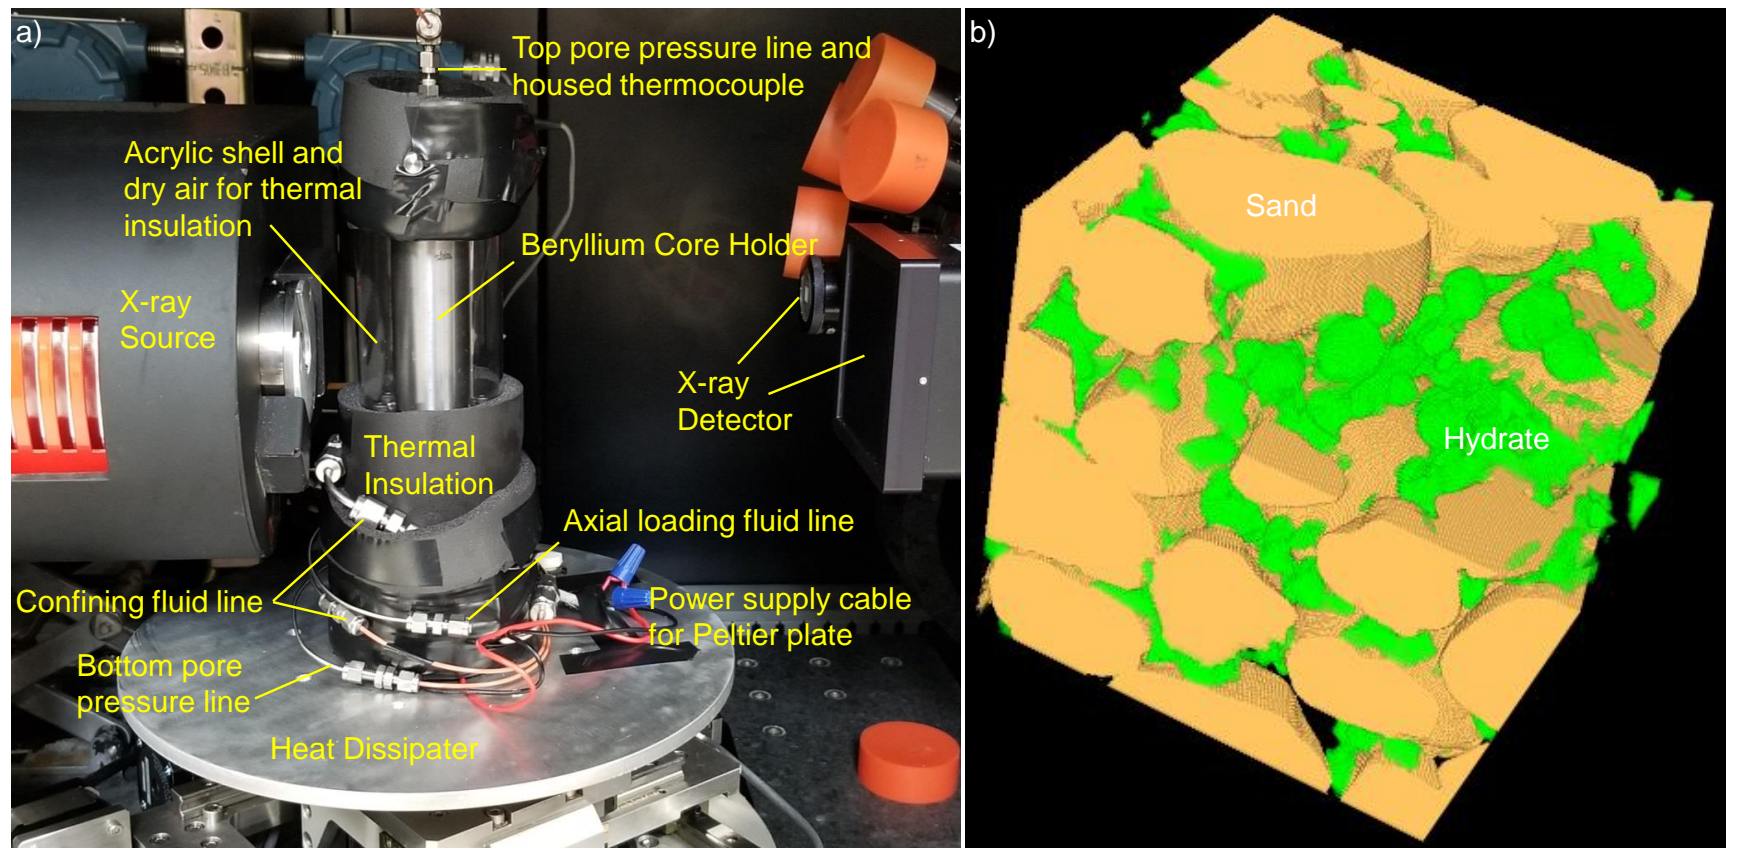 a)
Top pore pressure line and
housed thermocouple
Acrylic shell and
dry air for thermal
insulation
Beryllium Core Holder
X-ray
Source
X-ray
Detector
Thermal
Insulation
Axial loading fluid line
Confining fluid line
Power supply cable
for Peltier plate
Bottom pore
pressure line
Heat Dissipater
b)
Sand
Hydrate